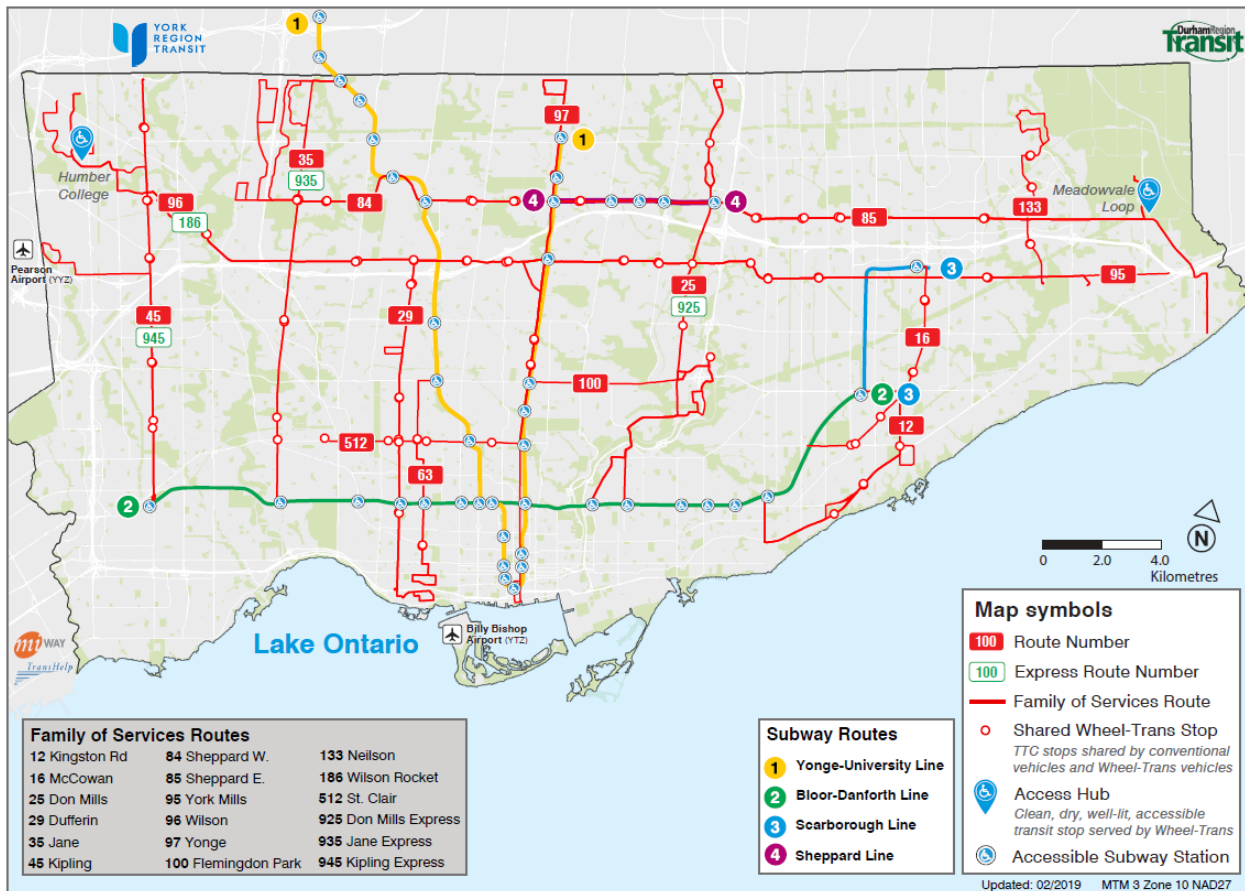 YORK
REGION
TRANSIT
1
DurhamRegion
Transit
97
1
35
935
Humber
College
96
186
84
4
4
Meadowvale
Loop
85
133
Pearson
Airport (YYZ)
3
95
45
945
29
25
925
16
100
2
3
12
512
63
2
N
0 2.0 4.0
Kilometres
Lake Ontario
Billy Bishop
Airport (YTZ)
mi WAY
TransHelp
Map symbols
100 Route Number
100 Express Route Number
Family of Services Route
Shared Wheel-Trans Stop
TTC stops shared by conventional
vehicles and Wheel-Trans vehicles
Access Hub
Clean, dry, well-lit, accessible
transit stop served by Wheel-Trans
Accessible Subway Station
Family of Services Routes
12 Kingston Rd 84 Sheppard W. 133 Neilson
16 McCowan 85 Sheppard E. 186 Wilson Rocket
25 Don Mills 95 York Mills 512 St. Clair
29 Dufferin 96 Wilson 925 Don Mills Express
35 Jane 97 Yonge 935 Jane Express
45 Kipling 100 Flemingdon Park 945 Kipling Express
Subway Routes
1 Yonge-University Line
2 Bloor-Danforth Line
3 Scarborough Line
4 Sheppard Line
Updated: 02/2019 MTM 3 Zone 10 NAD27